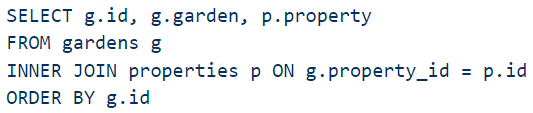 SELECT g.id, g.garden, p.property
FROM gardens g
INNER JOIN properties p ON g.property_id = p.id
ORDER BY g.id